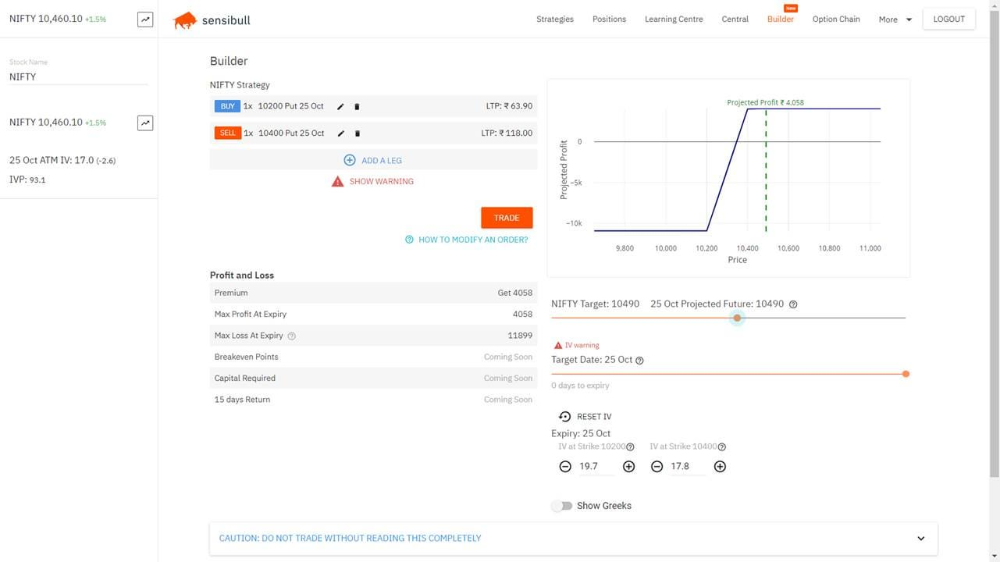 NIFTY 10,460.10 +1.5%
sensibull
Strategies Positions Learning Centre Central Builder New Option Chain More LOGOUT
Stock Name
NIFTY
NIFTY 10,460.10 +1.5%
25 Oct ATM IV: 17.0 (-2.6)
IVP: 93.1
Builder
NIFTY Strategy
BUY 1x 10200 Put 25 Oct LTP: ₹ 63.90
SELL 1x 10400 Put 25 Oct LTP: ₹ 118.00
ADD A LEG
SHOW WARNING
TRADE
HOW TO MODIFY AN ORDER?
Profit and Loss
Premium Get 4058
Max Profit At Expiry 4058
Max Loss At Expiry 11899
Breakeven Points Coming Soon
Capital Required Coming Soon
15 days Return Coming Soon
Projected Profit ₹ 4,058
Projected Profit
0
−5k
−10k
9,800 10,000 10,200 10,400 10,600 10,800 11,000
Price
NIFTY Target: 10490 25 Oct Projected Future: 10490
IV warning
Target Date: 25 Oct
0 days to expiry
RESET IV
Expiry: 25 Oct
IV at Strike 10200 IV at Strike 10400
19.7 17.8
Show Greeks
CAUTION: DO NOT TRADE WITHOUT READING THIS COMPLETELY